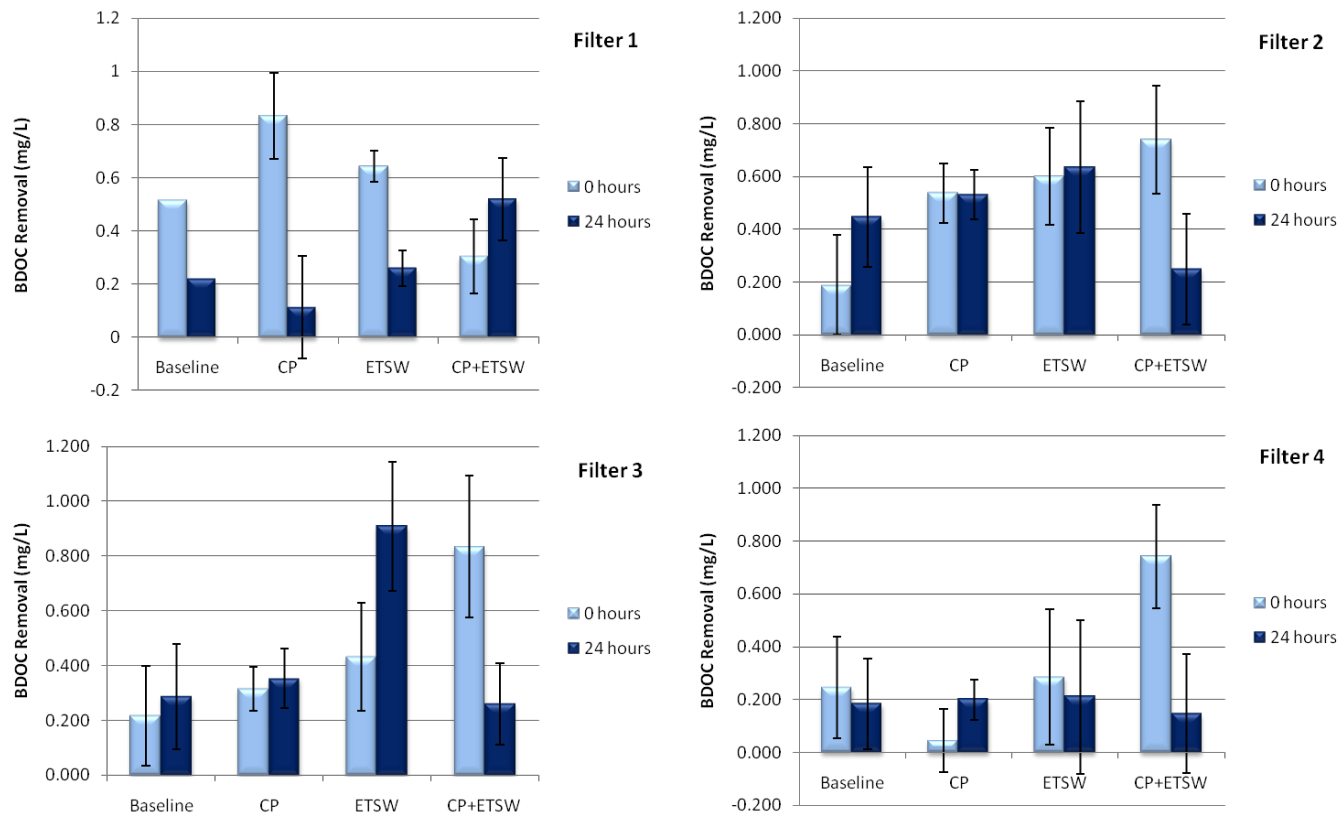 Filter 1
BDOC Removal (mg/L)
1.2
1
0.8
0.6
0.4
0.2
0
-0.2
Baseline CP ETSW CP+ETSW
0 hours
24 hours
Filter 2
BDOC Removal (mg/L)
1.200
1.000
0.800
0.600
0.400
0.200
0.000
-0.200
Baseline CP ETSW CP+ETSW
0 hours
24 hours
Filter 3
BDOC Removal (mg/L)
1.200
1.000
0.800
0.600
0.400
0.200
0.000
Baseline CP ETSW CP+ETSW
0 hours
24 hours
Filter 4
BDOC Removal (mg/L)
1.200
1.000
0.800
0.600
0.400
0.200
0.000
-0.200
Baseline CP ETSW CP+ETSW
0 hours
24 hours